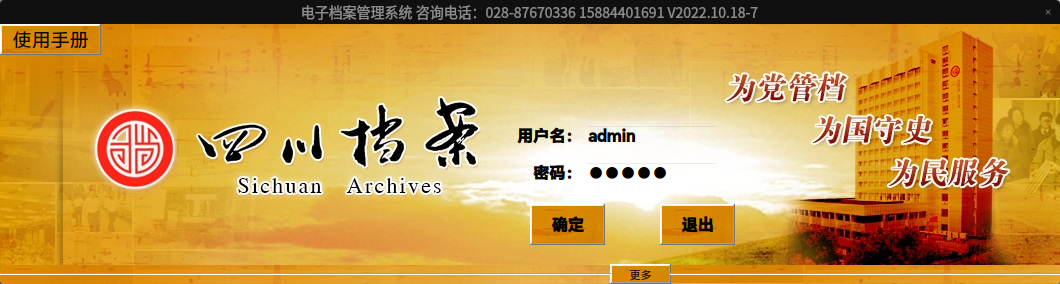 电子档案管理系统 咨询电话：028-87670336 15884401691 V2022.10.18-7
使用手册
四川档案
Sichuan Archives
用户名： admin
密码： ●●●●●
确定 退出
为党管档
为国守史
为民服务
更多